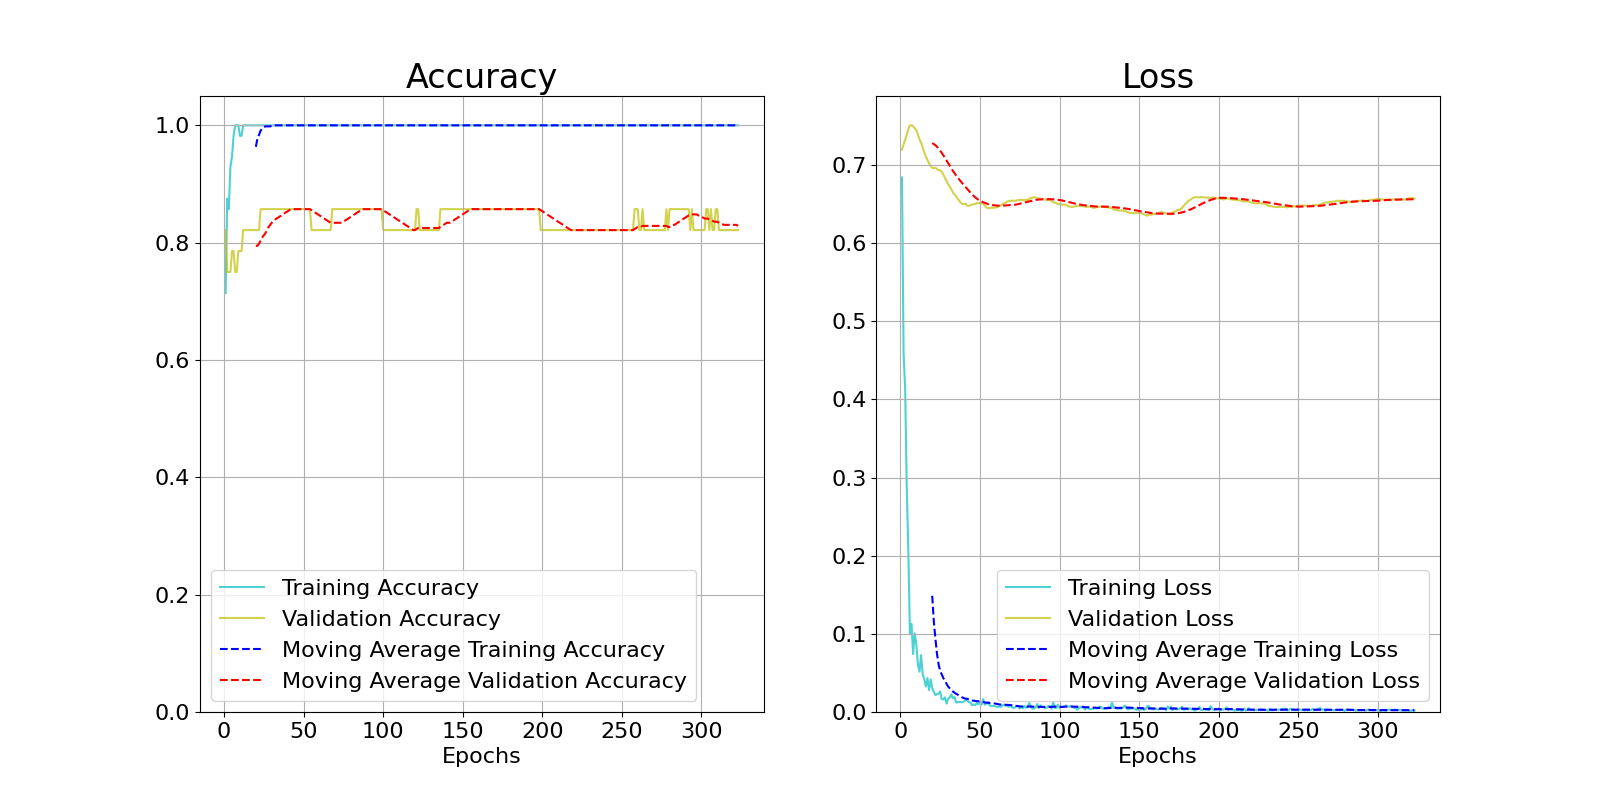 Accuracy
1.0
0.8
0.6
0.4
0.2
0.0
Training Accuracy
Validation Accuracy
Moving Average Training Accuracy
Moving Average Validation Accuracy
0 50 100 150 200 250 300
Epochs
Loss
0.7
0.6
0.5
0.4
0.3
0.2
0.1
0.0
Training Loss
Validation Loss
Moving Average Training Loss
Moving Average Validation Loss
0 50 100 150 200 250 300
Epochs